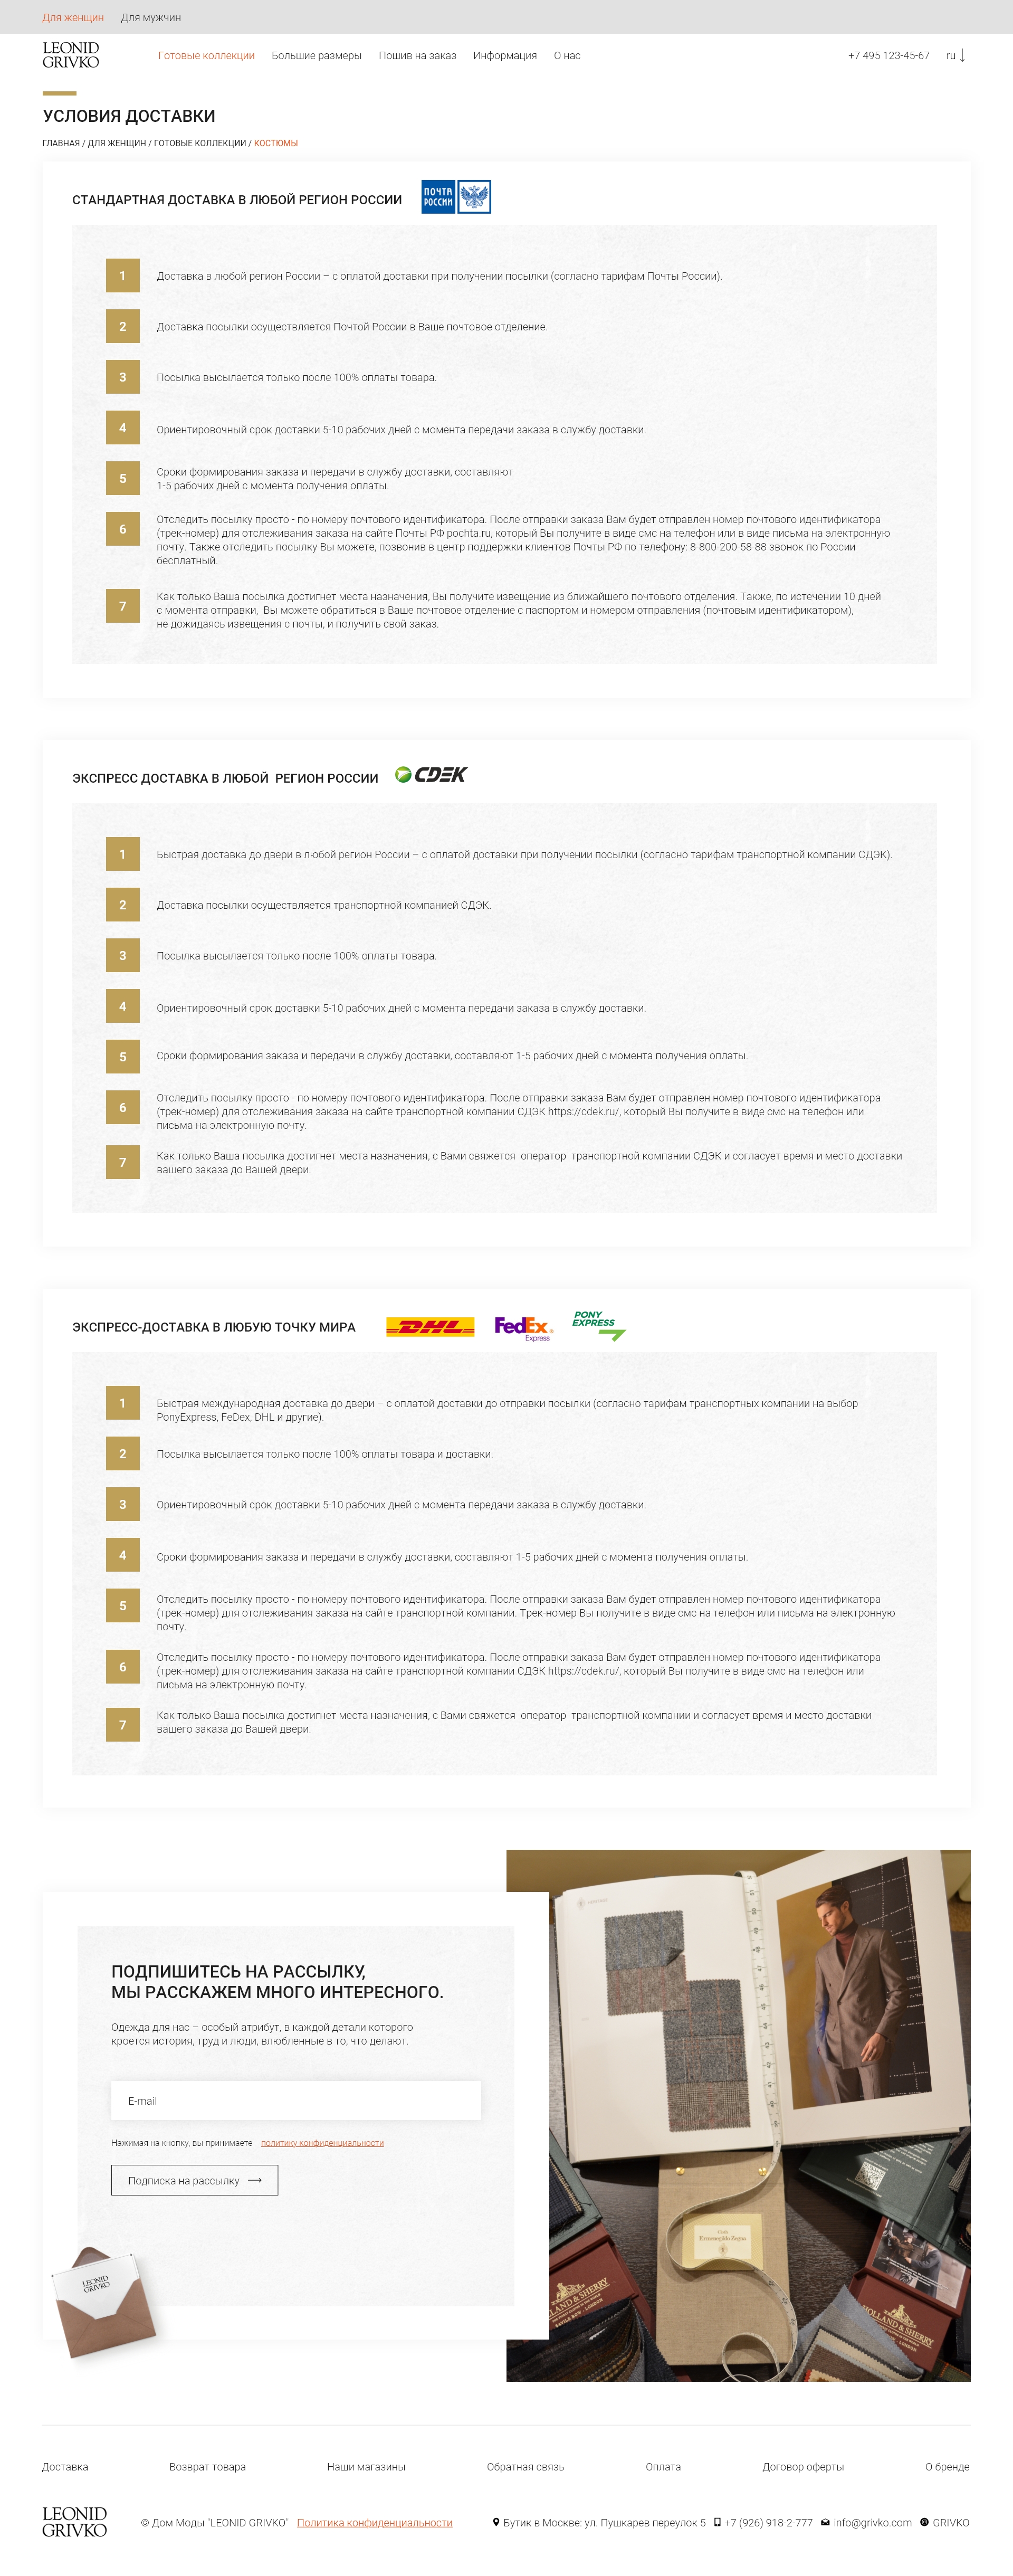 Для женщин Для мужчин
LEONID
GRIVKO
Готовые коллекции Большие размеры Пошив на заказ Информация О нас +7 495 123-45-67 ru
УСЛОВИЯ ДОСТАВКИ
ГЛАВНАЯ / ДЛЯ ЖЕНЩИН / ГОТОВЫЕ КОЛЛЕКЦИИ / КОСТЮМЫ
СТАНДАРТНАЯ ДОСТАВКА В ЛЮБОЙ РЕГИОН РОССИИ
ПОЧТА
РОССИИ
1 Доставка в любой регион России – с оплатой доставки при получении посылки (согласно тарифам Почты России).
2 Доставка посылки осуществляется Почтой России в Ваше почтовое отделение.
3 Посылка высылается только после 100% оплаты товара.
4 Ориентировочный срок доставки 5-10 рабочих дней с момента передачи заказа в службу доставки.
5 Сроки формирования заказа и передачи в службу доставки, составляют
1-5 рабочих дней с момента получения оплаты.
6 Отследить посылку просто - по номеру почтового идентификатора. После отправки заказа Вам будет отправлен номер почтового идентификатора
(трек-номер) для отслеживания заказа на сайте Почты РФ pochta.ru, который Вы получите в виде смс на телефон или в виде письма на электронную
почту. Также отследить посылку Вы можете, позвонив в центр поддержки клиентов Почты РФ по телефону: 8-800-200-58-88 звонок по России
бесплатный.
7 Как только Ваша посылка достигнет места назначения, Вы получите извещение из ближайшего почтового отделения. Также, по истечении 10 дней
с момента отправки, Вы можете обратиться в Ваше почтовое отделение с паспортом и номером отправления (почтовым идентификатором),
не дожидаясь извещения с почты, и получить свой заказ.
ЭКСПРЕСС ДОСТАВКА В ЛЮБОЙ РЕГИОН РОССИИ
CDEK
1 Быстрая доставка до двери в любой регион России – с оплатой доставки при получении посылки (согласно тарифам транспортной компании СДЭК).
2 Доставка посылки осуществляется транспортной компанией СДЭК.
3 Посылка высылается только после 100% оплаты товара.
4 Ориентировочный срок доставки 5-10 рабочих дней с момента передачи заказа в службу доставки.
5 Сроки формирования заказа и передачи в службу доставки, составляют 1-5 рабочих дней с момента получения оплаты.
6 Отследить посылку просто - по номеру почтового идентификатора. После отправки заказа Вам будет отправлен номер почтового идентификатора
(трек-номер) для отслеживания заказа на сайте транспортной компании СДЭК https://cdek.ru/, который Вы получите в виде смс на телефон или
письма на электронную почту.
7 Как только Ваша посылка достигнет места назначения, с Вами свяжется оператор транспортной компании СДЭК и согласует время и место доставки
вашего заказа до Вашей двери.
ЭКСПРЕСС-ДОСТАВКА В ЛЮБУЮ ТОЧКУ МИРА
DHL
FedEx
Express
PONY
EXPRESS
1 Быстрая международная доставка до двери – с оплатой доставки до отправки посылки (согласно тарифам транспортных компании на выбор
PonyExpress, FeDex, DHL и другие).
2 Посылка высылается только после 100% оплаты товара и доставки.
3 Ориентировочный срок доставки 5-10 рабочих дней с момента передачи заказа в службу доставки.
4 Сроки формирования заказа и передачи в службу доставки, составляют 1-5 рабочих дней с момента получения оплаты.
5 Отследить посылку просто - по номеру почтового идентификатора. После отправки заказа Вам будет отправлен номер почтового идентификатора
(трек-номер) для отслеживания заказа на сайте транспортной компании. Трек-номер Вы получите в виде смс на телефон или письма на электронную
почту.
6 Отследить посылку просто - по номеру почтового идентификатора. После отправки заказа Вам будет отправлен номер почтового идентификатора
(трек-номер) для отслеживания заказа на сайте транспортной компании СДЭК https://cdek.ru/, который Вы получите в виде смс на телефон или
письма на электронную почту.
7 Как только Ваша посылка достигнет места назначения, с Вами свяжется оператор транспортной компании и согласует время и место доставки
вашего заказа до Вашей двери.
ПОДПИШИТЕСЬ НА РАССЫЛКУ,
МЫ РАССКАЖЕМ МНОГО ИНТЕРЕСНОГО.
Одежда для нас – особый атрибут, в каждой детали которого
кроется история, труд и люди, влюбленные в то, что делают.
E-mail
Нажимая на кнопку, вы принимаете политику конфиденциальности
Подписка на рассылку
LEONID
GRIVKO
Ermenegildo Zegna
HOLLAND & SHERRY
SAVILE ROW - LONDON
HOLLAND & SHERRY
Доставка Возврат товара Наши магазины Обратная связь Оплата Договор оферты О бренде
LEONID
GRIVKO
© Дом Моды "LEONID GRIVKO" Политика конфиденциальности Бутик в Москве: ул. Пушкарев переулок 5 +7 (926) 918-2-777 info@grivko.com GRIVKO